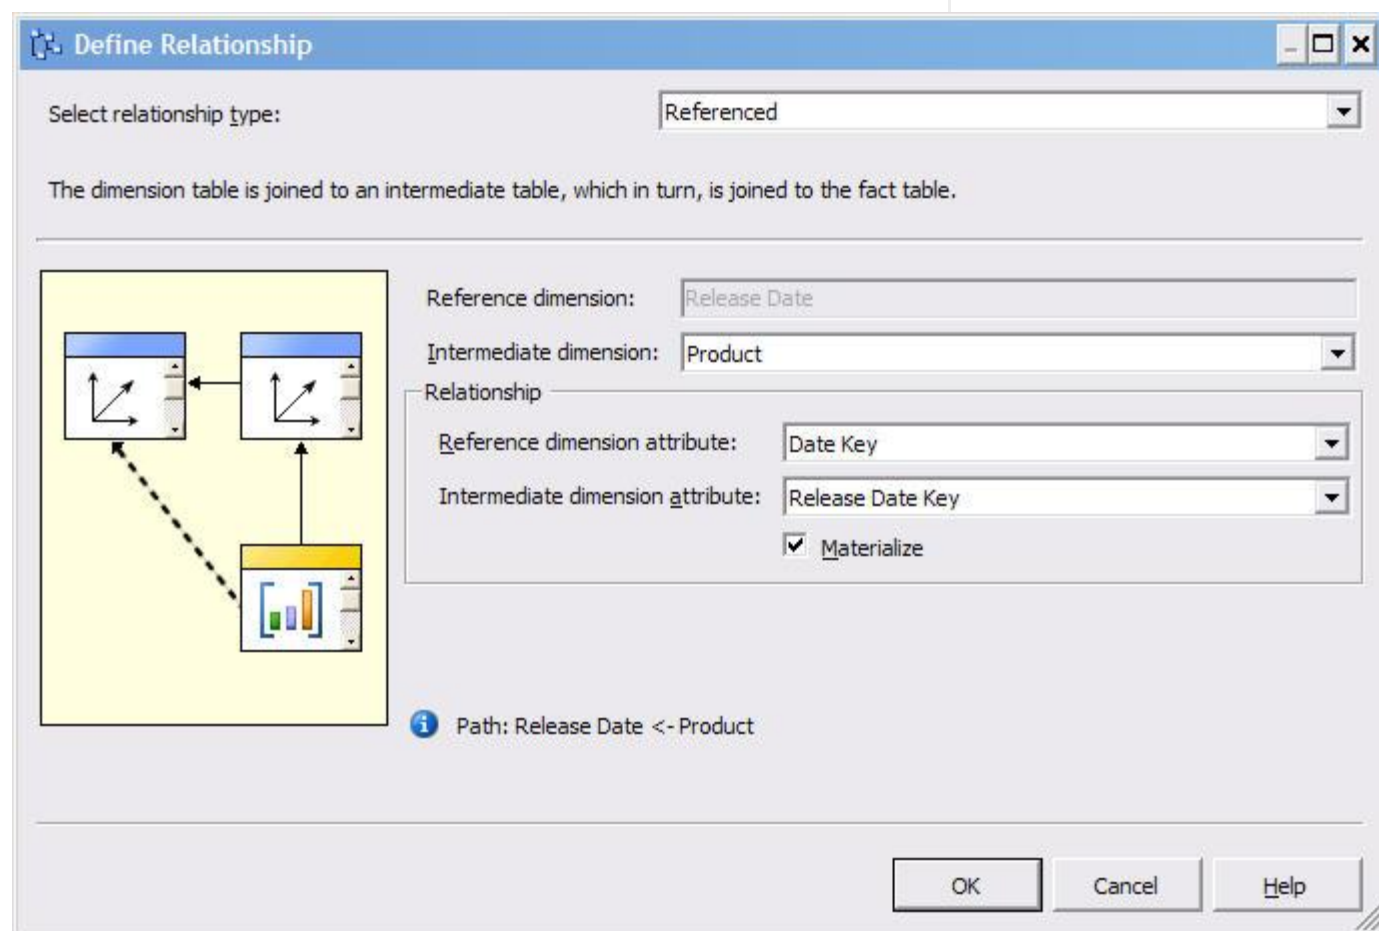 Define Relationship
Select relationship type:
Referenced
The dimension table is joined to an intermediate table, which in turn, is joined to the fact table.
Reference dimension:
Release Date
Intermediate dimension:
Product
Relationship
Reference dimension attribute:
Date Key
Intermediate dimension attribute:
Release Date Key
Materialize
Path: Release Date <- Product
OK
Cancel
Help